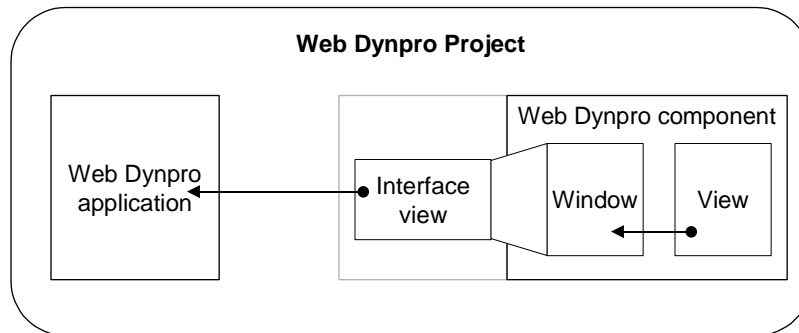 Web Dynpro Project
Web Dynpro component
Web Dynpro
application
Interface
view
Window
View